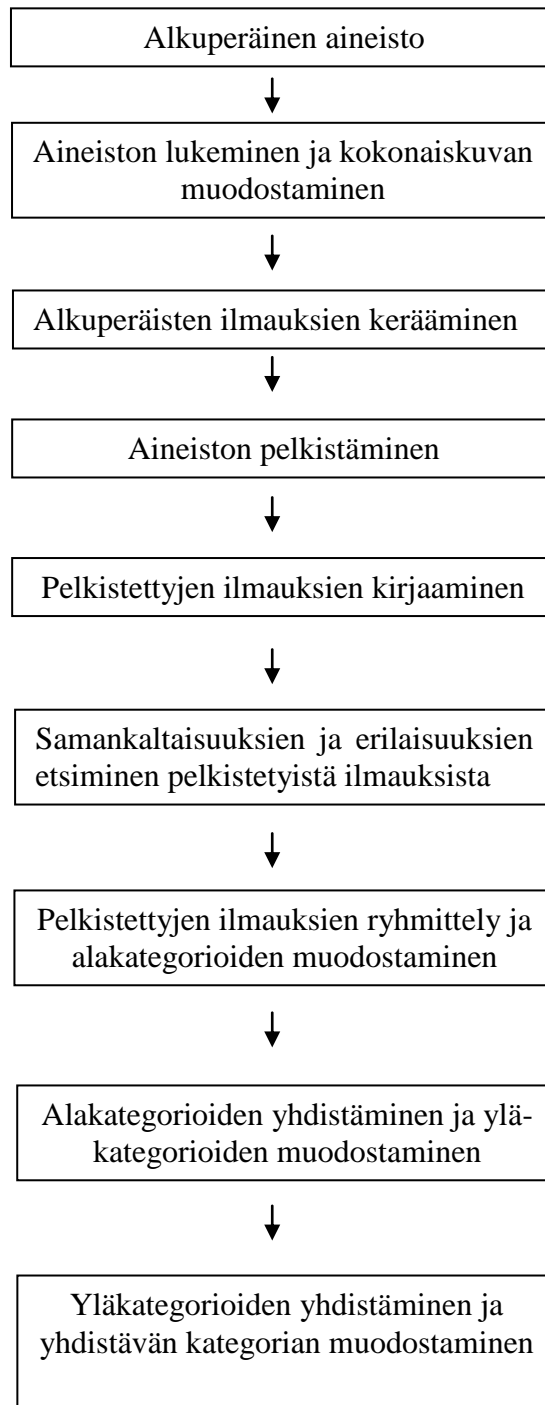 Alkuperäinen aineisto
Aineiston lukeminen ja kokonaiskuvan
muodostaminen
Alkuperäisten ilmauksien kerääminen
Aineiston pelkistäminen
Pelkistettyjen ilmauksien kirjaaminen
Samankaltaisuuksien ja erilaisuuksien
etsiminen pelkistetyistä ilmauksista
Pelkistettyjen ilmauksien ryhmittely ja
alakategorioiden muodostaminen
Alakategorioiden yhdistäminen ja ylä-
kategorioiden muodostaminen
Yläkategorioiden yhdistäminen ja
yhdistävän kategorian muodostaminen